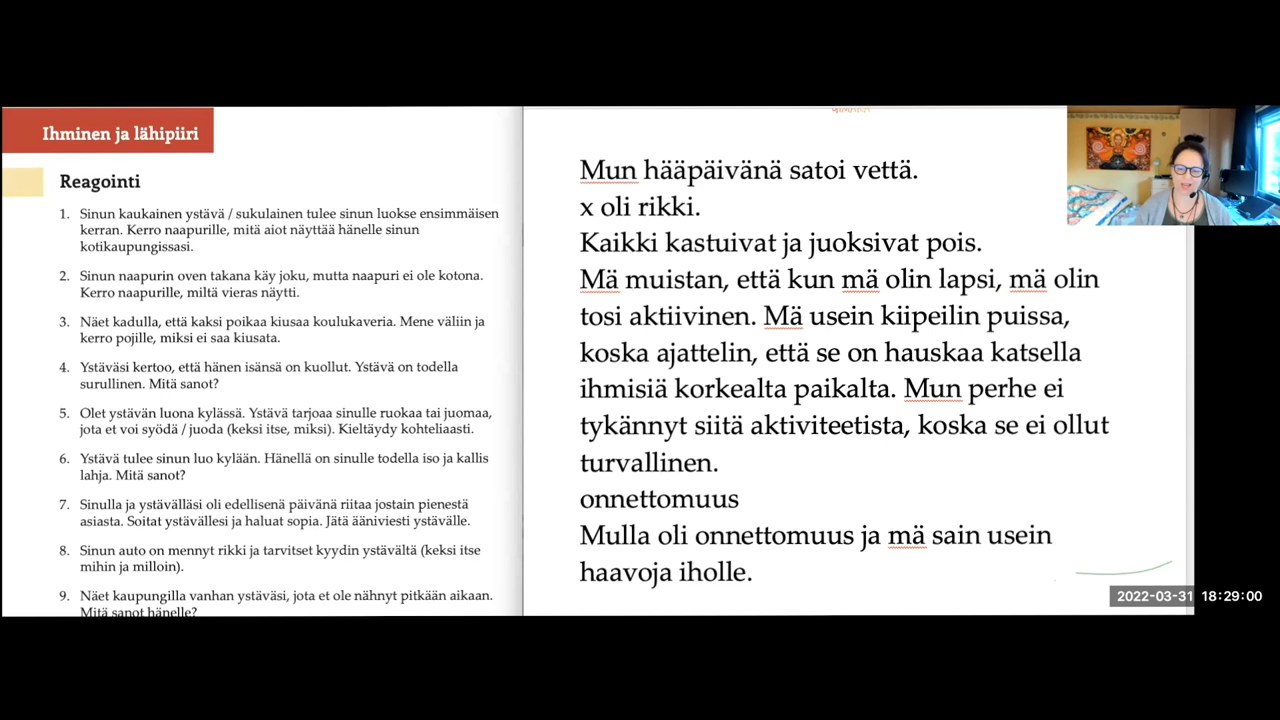 Ihminen ja lähipiiri
Reagointi
1. Sinun kaukainen ystävä / sukulainen tulee sinun luokse ensimmäisen
kerran. Kerro naapurille, mitä aiot näyttää hänelle sinun
kotikaupungissasi.
2. Sinun naapurin oven takana käy joku, mutta naapuri ei ole kotona.
Kerro naapurille, miltä vieras näytti.
3. Näet kadulla, että kaksi poikaa kiusaa koulukaveria. Mene väliin ja
kerro pojille, miksi ei saa kiusata.
4. Ystäväsi kertoo, että hänen isänsä on kuollut. Ystävä on todella
surullinen. Mitä sanot?
5. Olet ystävän luona kylässä. Ystävä tarjoaa sinulle ruokaa tai juomaa,
jota et voi syödä / juoda (keksi itse, miksi). Kieltäydy kohteliaasti.
6. Ystävä tulee sinun luo kylään. Hänellä on sinulle todella iso ja kallis
lahja. Mitä sanot?
7. Sinulla ja ystävälläsi oli edellisenä päivänä riitaa jostain pienestä
asiasta. Soitat ystävällesi ja haluat sopia. Jätä ääniviesti ystävälle.
8. Sinun auto on mennyt rikki ja tarvitset kyydin ystävältä (keksi itse
mihin ja milloin).
9. Näet kaupungilla vanhan ystäväsi, jota et ole nähnyt pitkään aikaan.
Mitä sanot hänelle?
Mun hääpäivänä satoi vettä.
x oli rikki.
Kaikki kastuivat ja juoksivat pois.
Mä muistan, että kun mä olin lapsi, mä olin
tosi aktiivinen. Mä usein kiipeilin puissa,
koska ajattelin, että se on hauskaa katsella
ihmisiä korkealta paikalta. Mun perhe ei
tykännyt siitä aktiviteetista, koska se ei ollut
turvallinen.
onnettomuus
Mulla oli onnettomuus ja mä sain usein
haavoja iholle.
2022-03-31 18:29:00